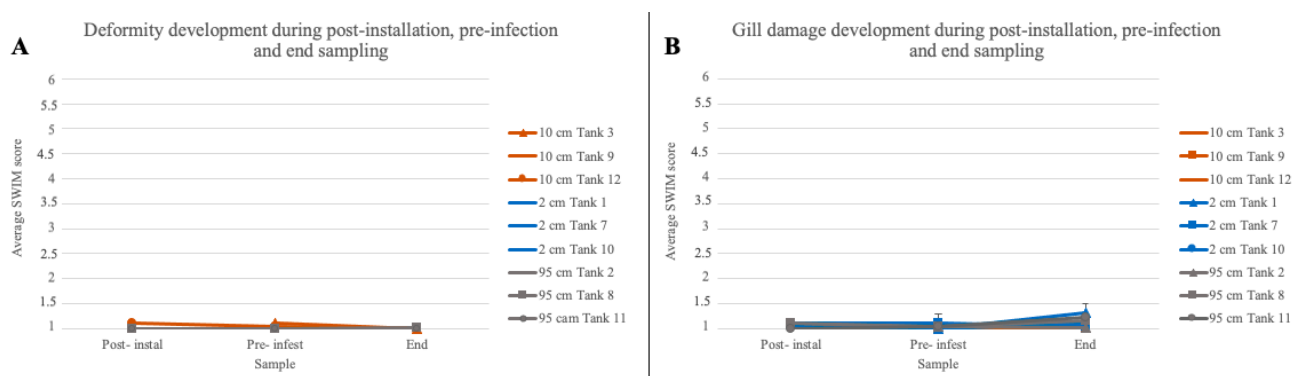 A
Deformity development during post-installation, pre-infection
and end sampling
6
5.5
5
4.5
4
3.5
3
2.5
2
1.5
1
Average SWIM score
Post- instal
Pre- infest
End
Sample
10 cm Tank 3
10 cm Tank 9
10 cm Tank 12
2 cm Tank 1
2 cm Tank 7
2 cm Tank 10
95 cm Tank 2
95 cm Tank 8
95 cam Tank 11
B
Gill damage development during post-installation, pre-infection
and end sampling
6
5.5
5
4.5
4
3.5
3
2.5
2
1.5
1
Average SWIM score
Post- instal
Pre- infest
End
Sample
10 cm Tank 3
10 cm Tank 9
10 cm Tank 12
2 cm Tank 1
2 cm Tank 7
2 cm Tank 10
95 cm Tank 2
95 cm Tank 8
95 cm Tank 11